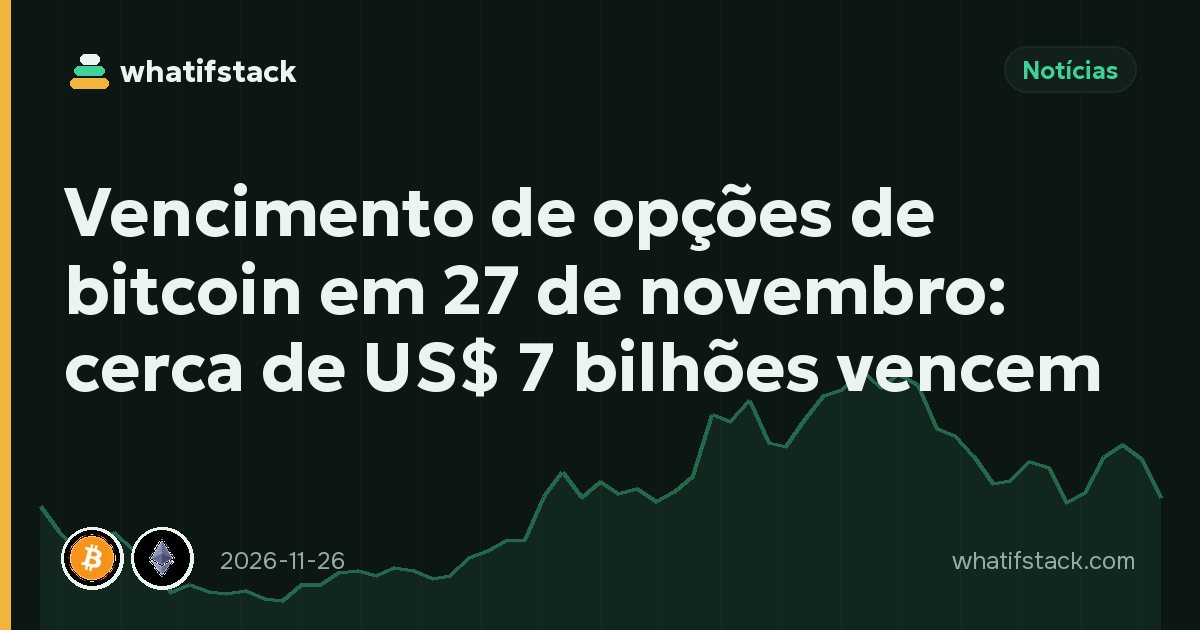 whatifstack
Notícias
Vencimento de opções de
bitcoin em 27 de novembro:
cerca de US$ 7 bilhões vencem
2026-11-26
whatifstack.com